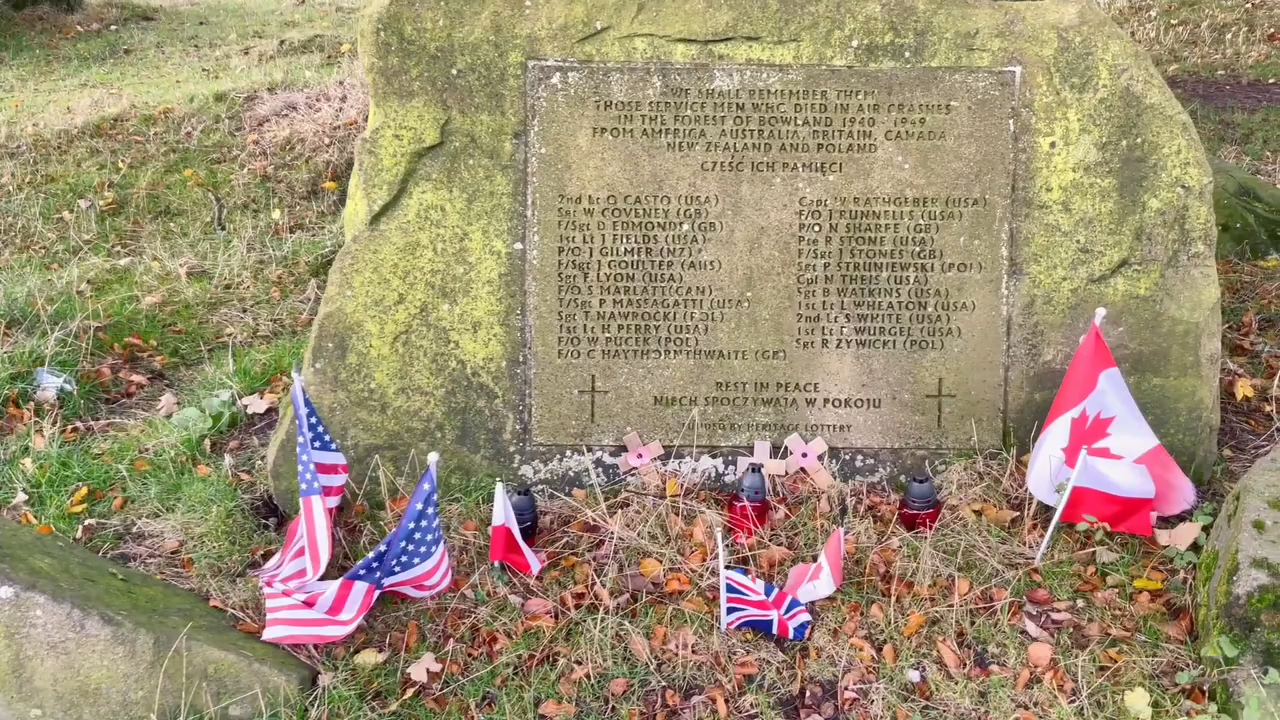 WE SHALL REMEMBER THEM
THOSE SERVICE MEN WHO DIED IN AIR CRASHES
IN THE FOREST OF BOWLAND 1940 - 1949
FROM AMERICA, AUSTRALIA, BRITAIN, CANADA
NEW ZEALAND AND POLAND
CZEŚĆ ICH PAMIĘCI
2nd Lt O CASTO (USA)
Sgt W COVENEY (GB)
F/Sgt D EDMONDS (GB)
1st Lt J FIELDS (USA)
P/O J GILMER (NZ)
F/Sgt J GOULTER (AUS)
Sgt F LYON (USA)
F/O S MARLATT (CAN)
T/Sgt P MASSAGATTI (USA)
Sgt T NAWROCKI (POL)
1st Lt H PERRY (USA)
F/O W PUCEK (POL)
F/O C HAYTHORNTHWAITE (GB)
Capt W RATHGEBER (USA)
F/O J RUNNELLS (USA)
P/O N SHARPE (GB)
Pte R STONE (USA)
F/Sgt J STONES (GB)
Sgt P STRUNIEWSKI (POL)
Cpl N THEIS (USA)
Sgt B WATKINS (USA)
1st Lt L WHEATON (USA)
2nd Lt S WHITE (USA)
1st Lt F WURGEL (USA)
Sgt R ZYWICKI (POL)
REST IN PEACE
NIECH SPOCZYWAJĄ W POKOJU
FUNDED BY HERITAGE LOTTERY